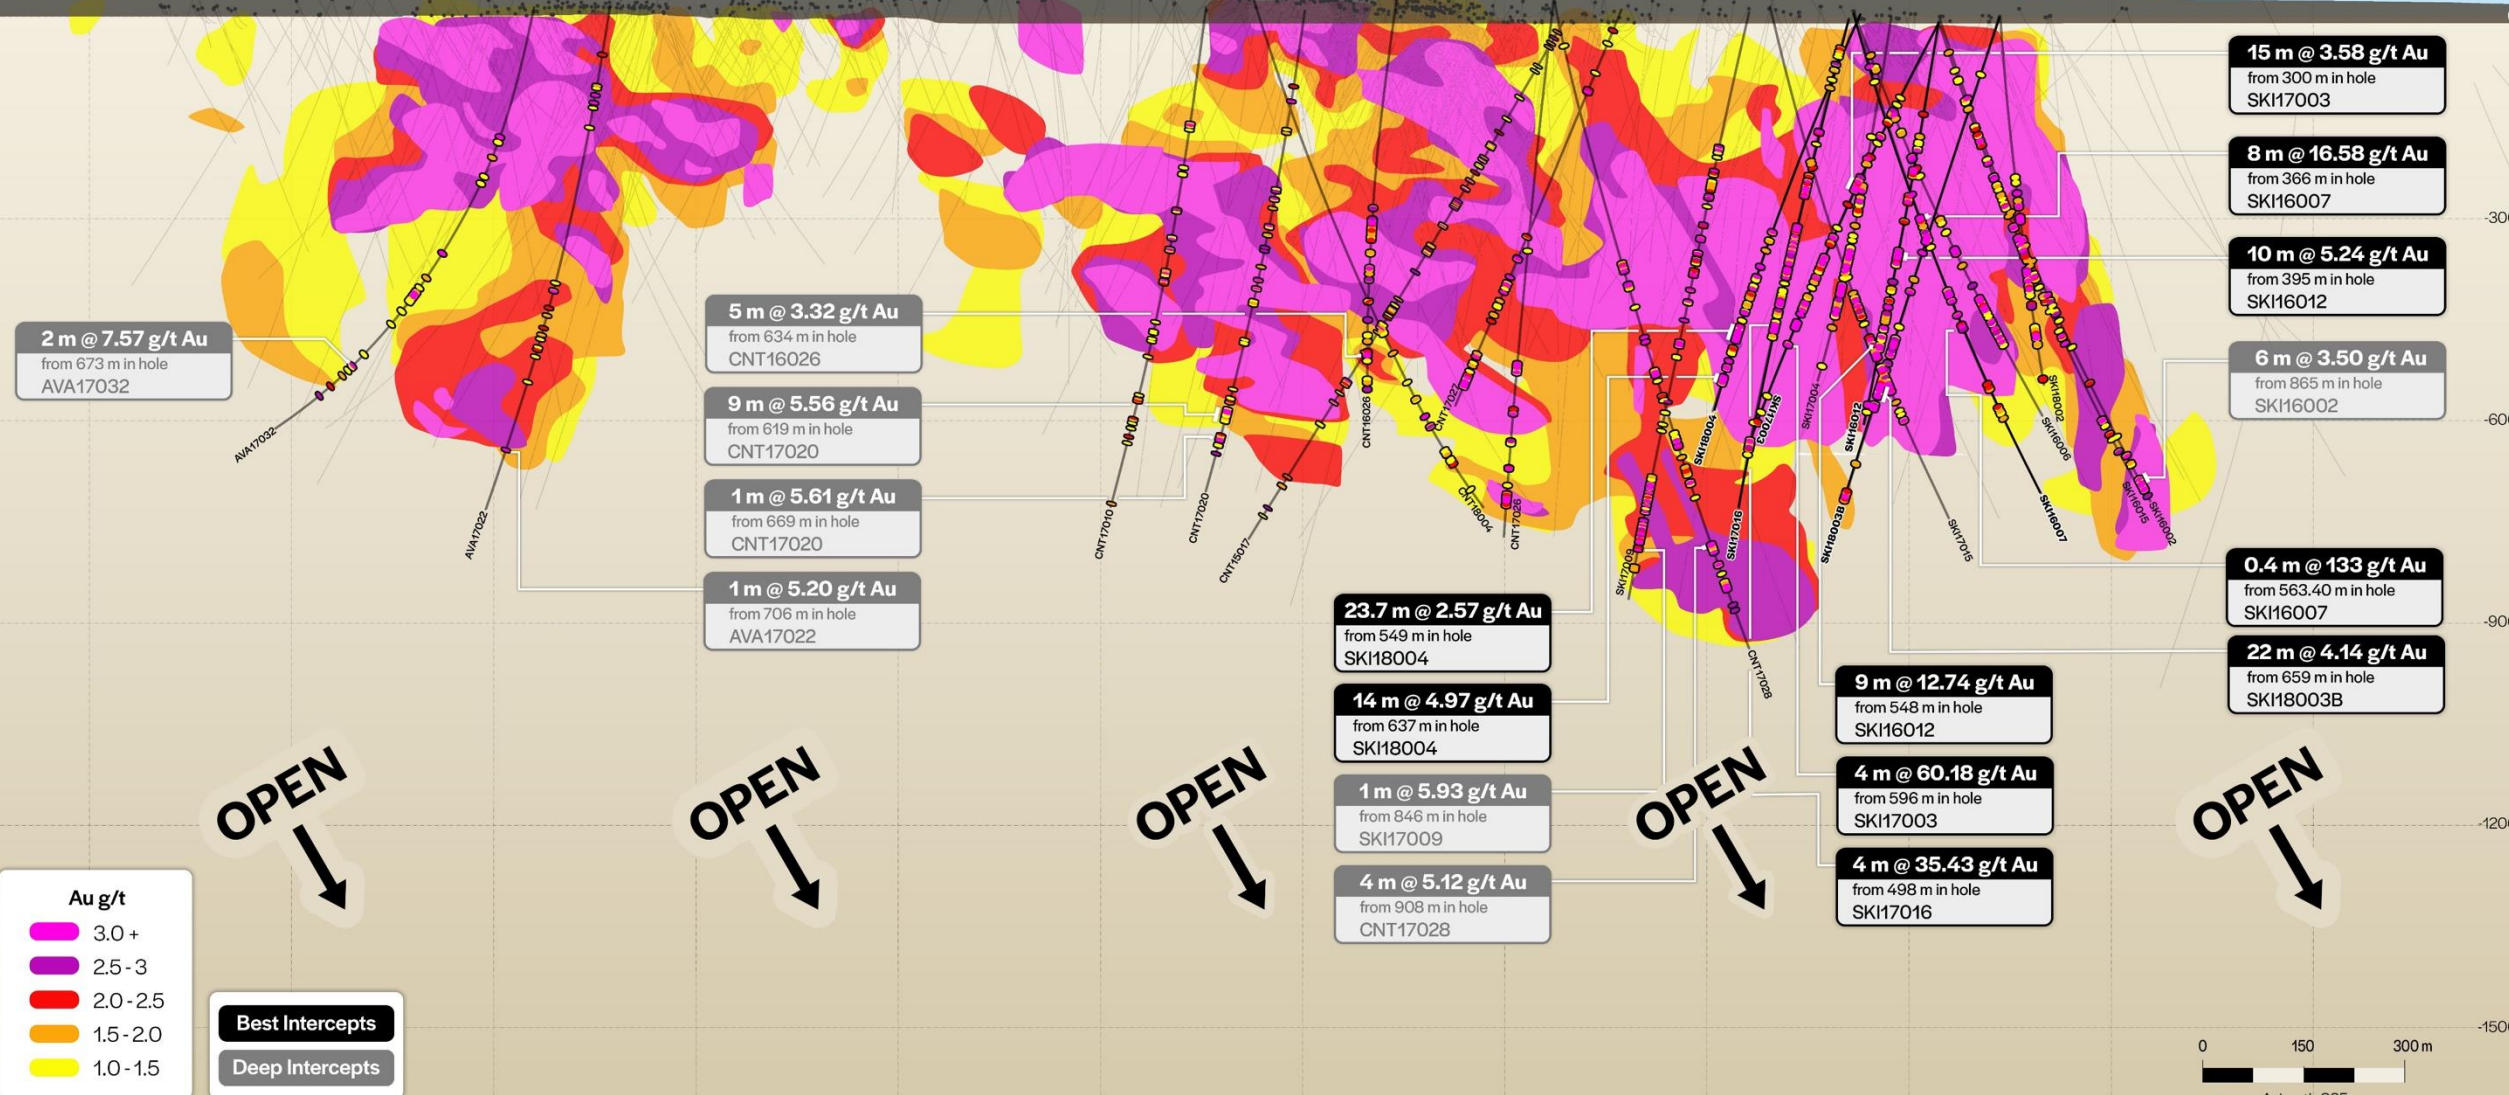 15 m @ 3.58 g/t Au
from 300 m in hole
SKI17003
8 m @ 16.58 g/t Au
from 366 m in hole
SKI16007
10 m @ 5.24 g/t Au
from 395 m in hole
SKI16012
6 m @ 3.50 g/t Au
from 865 m in hole
SKI16002
2 m @ 7.57 g/t Au
from 673 m in hole
AVA17032
5 m @ 3.32 g/t Au
from 634 m in hole
CNT16026
9 m @ 5.56 g/t Au
from 619 m in hole
CNT17020
1 m @ 5.61 g/t Au
from 669 m in hole
CNT17020
1 m @ 5.20 g/t Au
from 706 m in hole
AVA17022
AVA17032
AVA17022
CNT17010
CNT17020
CNT15017
CNT16026
CNT17027
CNT18004
CNT17026
SKI17009
SKI18004
SKI17003
SKI17016
SKI17004
SKI16012
SKI18003B
CNT17028
SKI17015
SKI16007
SKI18002
SKI16006
SKI16015
SKI16002
23.7 m @ 2.57 g/t Au
from 549 m in hole
SKI18004
14 m @ 4.97 g/t Au
from 637 m in hole
SKI18004
1 m @ 5.93 g/t Au
from 846 m in hole
SKI17009
4 m @ 5.12 g/t Au
from 908 m in hole
CNT17028
0.4 m @ 133 g/t Au
from 563.40 m in hole
SKI16007
22 m @ 4.14 g/t Au
from 659 m in hole
SKI18003B
9 m @ 12.74 g/t Au
from 548 m in hole
SKI16012
4 m @ 60.18 g/t Au
from 596 m in hole
SKI17003
4 m @ 35.43 g/t Au
from 498 m in hole
SKI17016
OPEN
OPEN
OPEN
OPEN
OPEN
Au g/t
3.0 +
2.5 - 3
2.0 - 2.5
1.5 - 2.0
1.0 - 1.5
Best Intercepts
Deep Intercepts
0 150 300 m